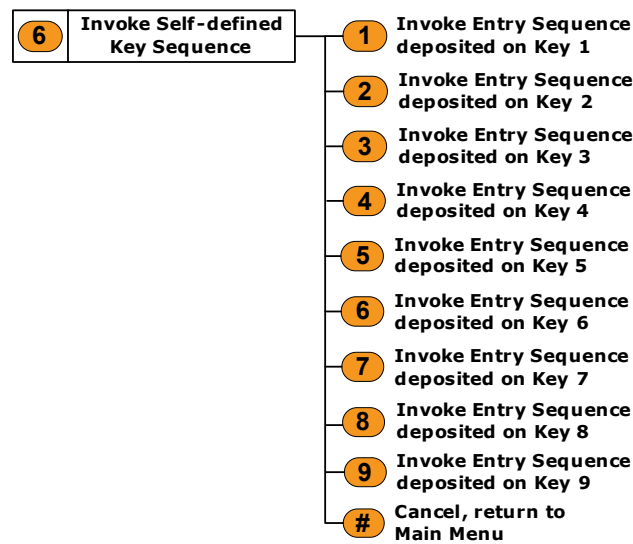 6 Invoke Self-defined
Key Sequence
1 Invoke Entry Sequence
deposited on Key 1
2 Invoke Entry Sequence
deposited on Key 2
3 Invoke Entry Sequence
deposited on Key 3
4 Invoke Entry Sequence
deposited on Key 4
5 Invoke Entry Sequence
deposited on Key 5
6 Invoke Entry Sequence
deposited on Key 6
7 Invoke Entry Sequence
deposited on Key 7
8 Invoke Entry Sequence
deposited on Key 8
9 Invoke Entry Sequence
deposited on Key 9
# Cancel, return to
Main Menu